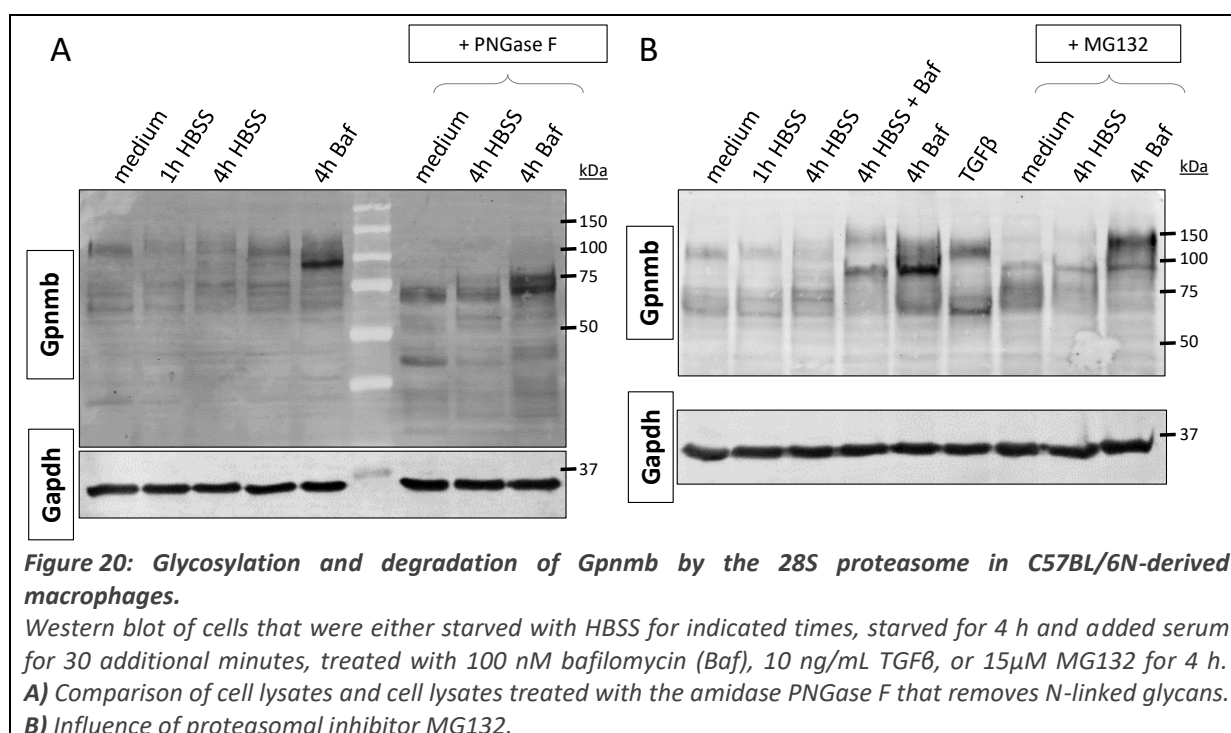 A
+ PNGase F
medium
1h HBSS
4h HBSS
4h Baf
medium
4h HBSS
4h Baf
kDa
150
100
75
50
Gpnmb
Gapdh
37
B
+ MG132
medium
1h HBSS
4h HBSS
4h HBSS + Baf
4h Baf
TGFβ
medium
4h HBSS
4h Baf
kDa
150
100
75
50
Gpnmb
Gapdh
37
Figure 20: Glycosylation and degradation of Gpnmb by the 28S proteasome in C57BL/6N-derived
macrophages.
Western blot of cells that were either starved with HBSS for indicated times, starved for 4 h and added serum
for 30 additional minutes, treated with 100 nM bafilomycin (Baf), 10 ng/mL TGFβ, or 15μM MG132 for 4 h.
A) Comparison of cell lysates and cell lysates treated with the amidase PNGase F that removes N-linked glycans.
B) Influence of proteasomal inhibitor MG132.